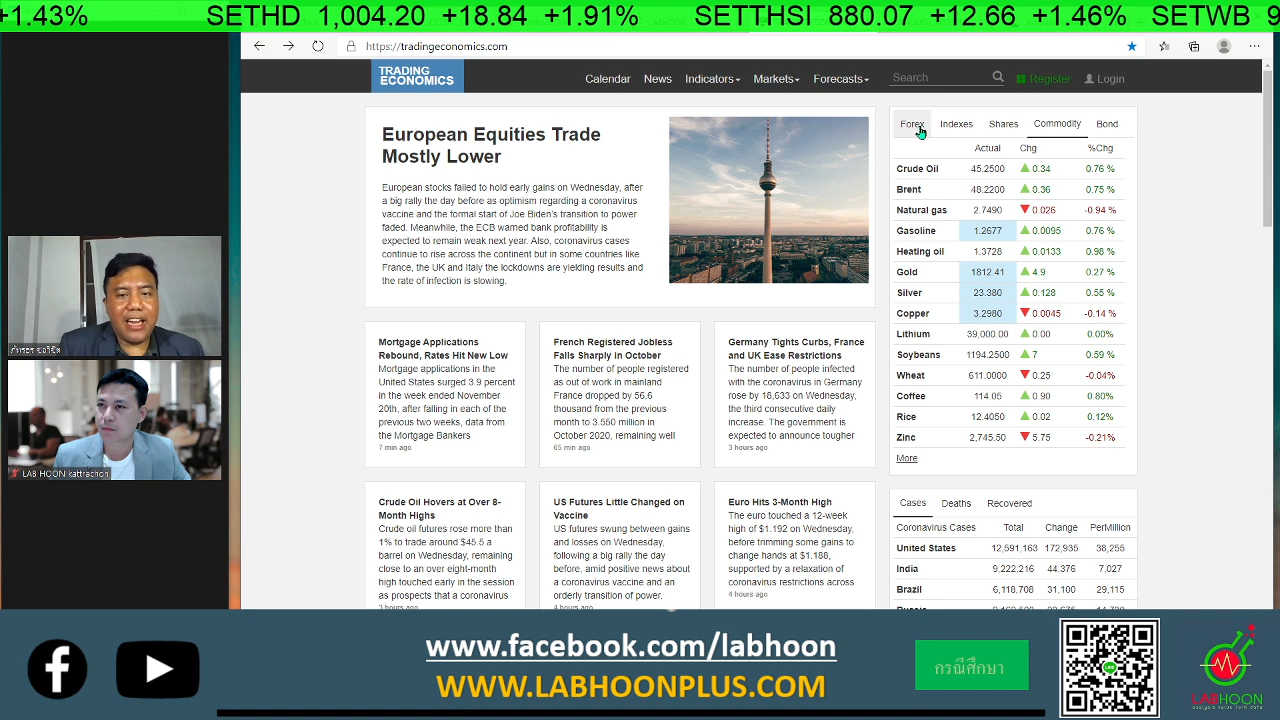 +1.43% SETHD 1,004.20 +18.84 +1.91% SETTHSI 880.07 +12.66 +1.46% SETWB 9
https://tradingeconomics.com
TRADING
ECONOMICS
Calendar News Indicators Markets Forecasts Search Register Login
European Equities Trade
Mostly Lower
European stocks failed to hold early gains on Wednesday, after
a big rally the day before as optimism regarding a coronavirus
vaccine and the formal start of Joe Biden's transition to power
faded. Meanwhile, the ECB warned bank profitability is
expected to remain weak next year. Also, coronavirus cases
continue to rise across the continent but in some countries like
France, the UK and Italy the lockdowns are yielding results and
the rate of infection is slowing.
Mortgage Applications
Rebound, Rates Hit New Low
Mortgage applications in the
United States surged 3.9 percent
in the week ended November
20th, after falling in each of the
previous two weeks, data from
the Mortgage Bankers
7 min ago
French Registered Jobless
Falls Sharply in October
The number of people registered
as out of work in mainland
France dropped by 56.6
thousand from the previous
month to 3.550 million in
October 2020, remaining well
65 min ago
Germany Tights Curbs, France
and UK Ease Restrictions
The number of people infected
with the coronavirus in Germany
rose by 18,633 on Wednesday,
the third consecutive daily
increase. The government is
expected to announce tougher
3 hours ago
Crude Oil Hovers at Over 8-
Month Highs
Crude oil futures rose more than
1% to trade around $45.5 a
barrel on Wednesday, remaining
close to an over eight-month
high touched early in the session
as prospects that a coronavirus
3 hours ago
US Futures Little Changed on
Vaccine
US futures swung between gains
and losses on Wednesday,
following a big rally the day
before, amid positive news about
a coronavirus vaccine and an
orderly transition of power.
4 hours ago
Euro Hits 3-Month High
The euro touched a 12-week
high of $1.192 on Wednesday,
before trimming some gains to
change hands at $1.188,
supported by a relaxation of
coronavirus restrictions across
4 hours ago
Forex Indexes Shares Commodity Bond
Actual Chg %Chg
Crude Oil 45.2500 0.34 0.76 %
Brent 48.2200 0.36 0.75 %
Natural gas 2.7490 0.026 -0.94 %
Gasoline 1.2677 0.0095 0.76 %
Heating oil 1.3728 0.0133 0.98 %
Gold 1812.41 4.9 0.27 %
Silver 23.380 0.128 0.55 %
Copper 3.2980 0.0045 -0.14 %
Lithium 39,000.00 0.00 0.00%
Soybeans 1194.2500 7 0.59 %
Wheat 611.0000 0.25 -0.04%
Coffee 114.05 0.90 0.80%
Rice 12.4050 0.02 0.12%
Zinc 2,745.50 5.75 -0.21%
More
Cases Deaths Recovered
Coronavirus Cases Total Change PerMillion
United States 12,591,163 172,935 38,255
India 9,222,216 44,376 7,027
Brazil 6,118,708 31,100 29,115
LAB HOON kattrachon
www.facebook.com/labhoon
WWW.LABHOONPLUS.COM
กรณีศึกษา
LABHOON
analysis value form data